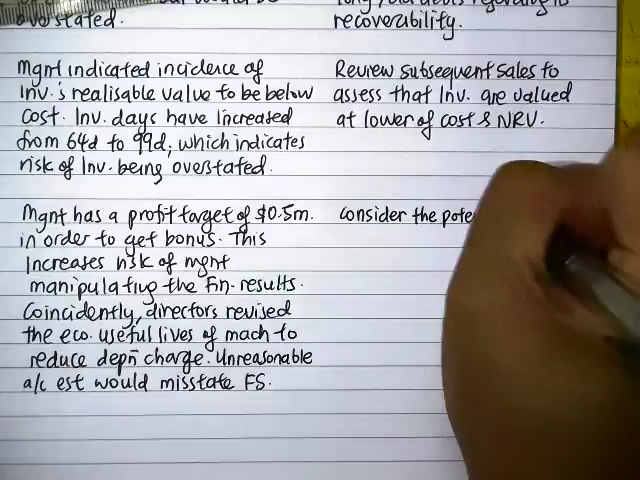 overstated.
recoverability.
Mgnt indicated incidence of
Inv.'s realisable value to be below
cost. Inv. days have increased
from 64d to 99d, which indicates
risk of Inv. being overstated.
Review subsequent sales to
assess that Inv. are valued
at lower of cost & NRV.
Mgnt has a profit target of $0.5m.
in order to get bonus. This
Increases risk of mgnt
manipulating the Fin. results.
Coincidently, directors revised
the eco. useful lives of mach to
reduce depn charge. Unreasonable
a/c est would misstate FS.
consider the pote